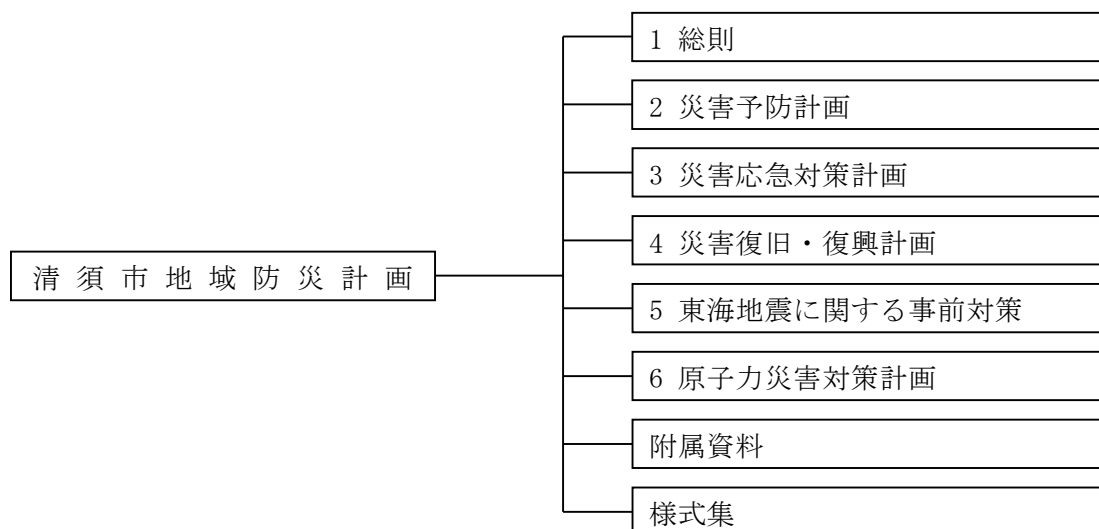 1 総則
2 災害予防計画
3 災害応急対策計画
4 災害復旧・復興計画
清須市地域防災計画
5 東海地震に関する事前対策
6 原子力災害対策計画
附属資料
様式集